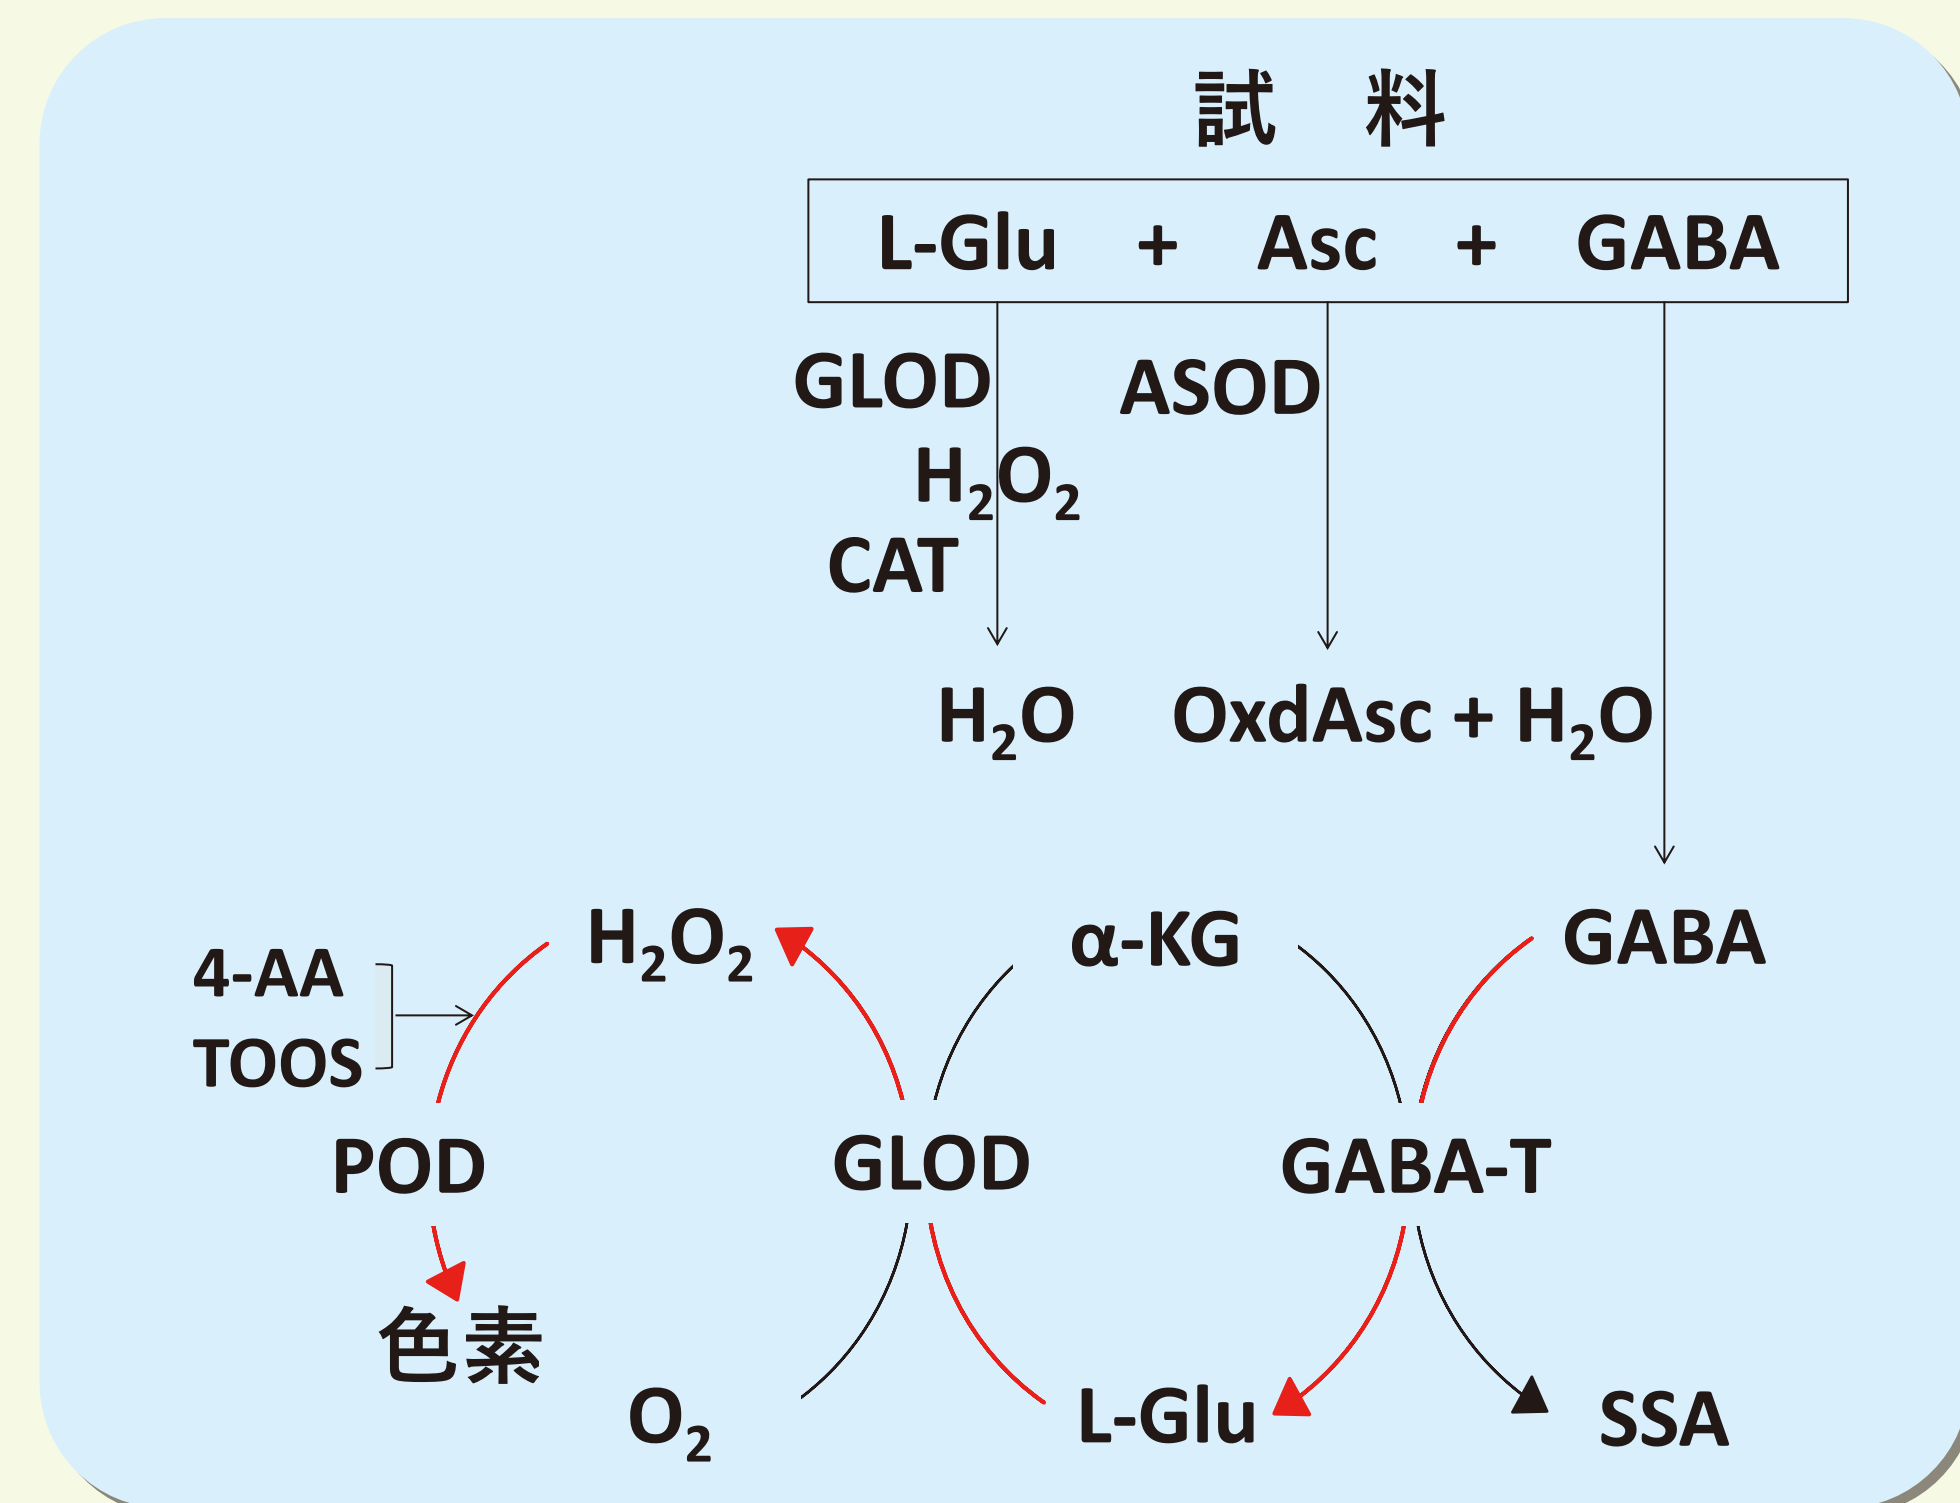 試 料
L-Glu + Asc + GABA
GLOD ASOD
H₂O₂
CAT
H₂O OxdAsc + H₂O
H₂O₂ α-KG GABA
4-AA
TOOS
POD GLOD GABA-T
色素
O₂ L-Glu SSA